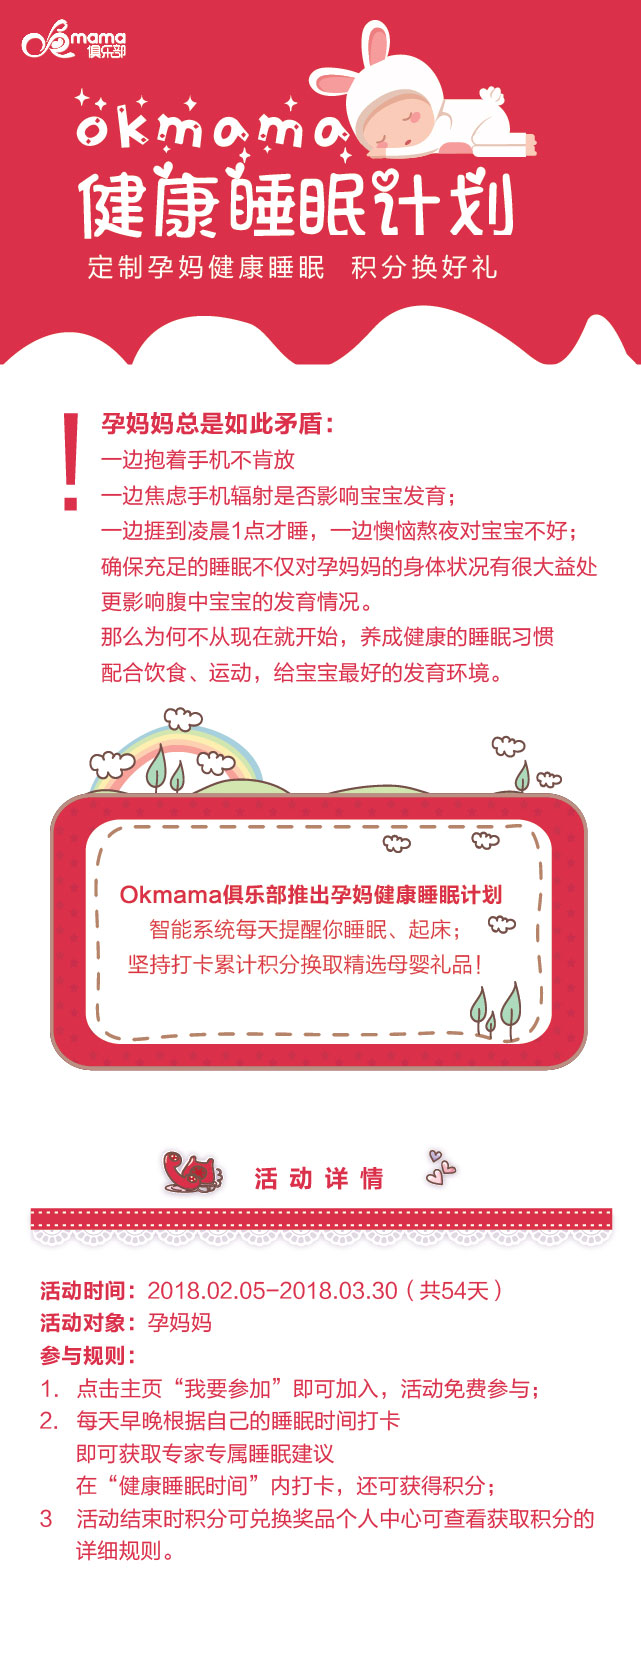 Okmama
俱乐部
okmama
健康睡眠计划
定制孕妈健康睡眠 积分换好礼
!
孕妈妈总是如此矛盾：
一边抱着手机不肯放
一边焦虑手机辐射是否影响宝宝发育；
一边捱到凌晨1点才睡，一边懊恼熬夜对宝宝不好；
确保充足的睡眠不仅对孕妈妈的身体状况有很大益处
更影响腹中宝宝的发育情况。
那么为何不从现在就开始，养成健康的睡眠习惯
配合饮食、运动，给宝宝最好的发育环境。
Okmama俱乐部推出孕妈健康睡眠计划
智能系统每天提醒你睡眠、起床；
坚持打卡累计积分换取精选母婴礼品！
活动详情
活动时间：2018.02.05-2018.03.30（共54天）
活动对象：孕妈妈
参与规则：
1. 点击主页“我要参加”即可加入，活动免费参与；
2. 每天早晚根据自己的睡眠时间打卡
即可获取专家专属睡眠建议
在“健康睡眠时间”内打卡，还可获得积分；
3 活动结束时积分可兑换奖品个人中心可查看获取积分的
详细规则。